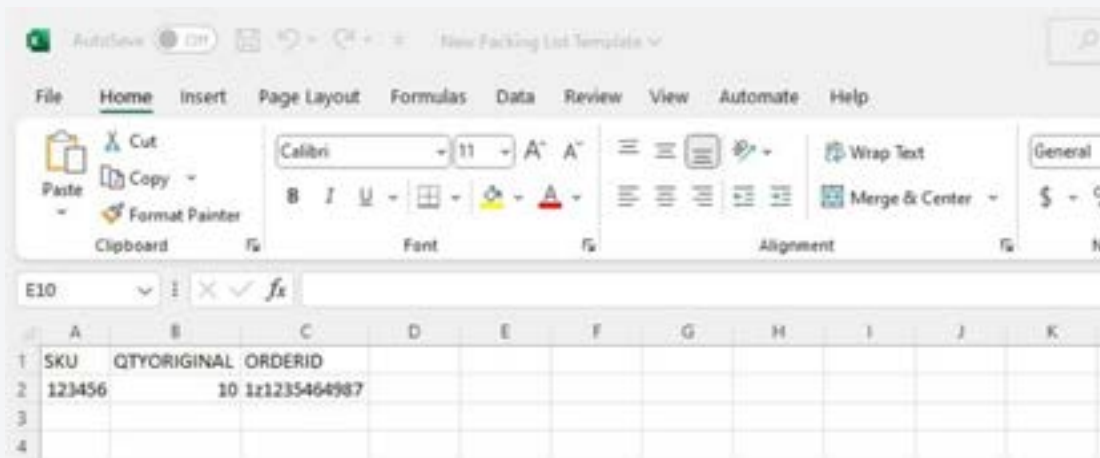 AutoSave Off New Packing List Template
File Home Insert Page Layout Formulas Data Review View Automate Help
Cut
Copy
Paste
Format Painter
Clipboard
Calibri 11 A A
B I U A
Font
Wrap Text
Merge & Center
Alignment
General
$
E10 fx
A B C D E F G H I J K
1 SKU QTYORIGINAL ORDERID
2 123456 10 1z1235464987
3
4